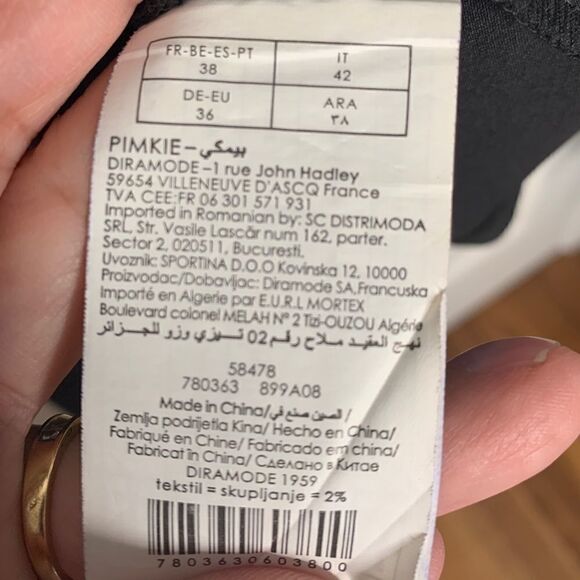 FR-BE-ES-PT IT
38 42
DE-EU ARA
36 ٣٨
PIMKIE-بيمكي
DIRAMODE -1 rue John Hadley
59654 VILLENEUVE D'ASCQ France
TVA CEE:FR 06 301 571 931
Imported in Romanian by: SC DISTRIMODA
SRL, Str. Vasile Lascăr num 162, parter.
Sector 2, 020511, Bucuresti.
Uvoznik: SPORTINA D.O.O Kovinska 12, 10000
Proizvodac/Dobavljac: Diramode SA,Francuska
Importé en Algerie par E.U.R.L MORTEX
Boulevard colonel MELAH N° 2 Tizi-OUZOU Algérie
نهج العقيد ملاح رقم 02 تسيزي وزو للجزائر
58478
780363 899A08
Made in China/الصين صنع في/
Zemlja podrijetla Kina/ Hecho en China/
Fabriqué en Chine/ Fabricado em china/
Fabricat în China/ Сделано в Китае
DIRAMODE 1959
tekstil = skupljanje = 2%
7803630603800